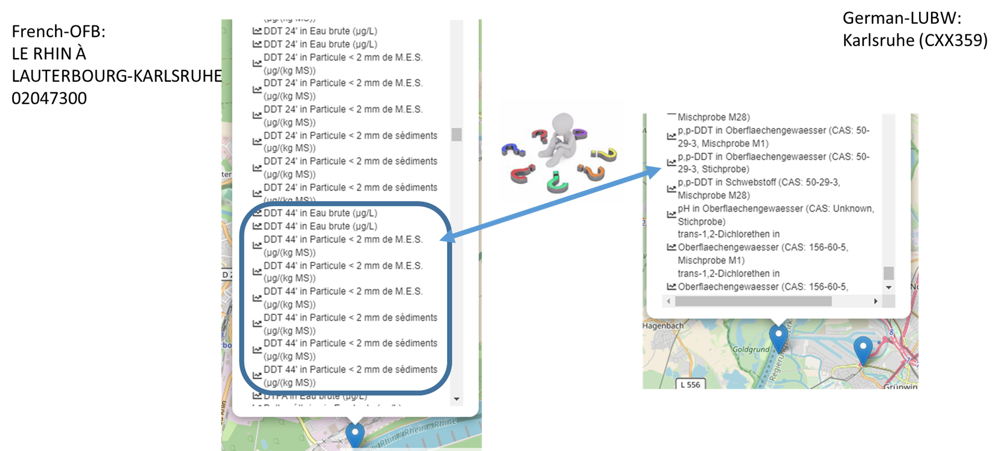 French-OFB:
LE RHIN À
LAUTERBOURG-KARLSRUHE
02047300
(µg/(kg MS))
DDT 24' in Eau brute (µg/L)
DDT 24' in Eau brute (µg/L)
DDT 24' in Particule < 2 mm de M.E.S.
(µg/(kg MS))
DDT 24' in Particule < 2 mm de M.E.S.
(µg/(kg MS))
DDT 24' in Particule < 2 mm de M.E.S.
(µg/(kg MS))
DDT 24' in Particule < 2 mm de sédiments
(µg/(kg MS))
DDT 24' in Particule < 2 mm de sédiments
(µg/(kg MS))
DDT 24' in Particule < 2 mm de sédiments
(µg/(kg MS))
DDT 44' in Eau brute (µg/L)
DDT 44' in Eau brute (µg/L)
DDT 44' in Particule < 2 mm de M.E.S.
(µg/(kg MS))
DDT 44' in Particule < 2 mm de M.E.S.
(µg/(kg MS))
DDT 44' in Particule < 2 mm de M.E.S.
(µg/(kg MS))
DDT 44' in Particule < 2 mm de sédiments
(µg/(kg MS))
DDT 44' in Particule < 2 mm de sédiments
(µg/(kg MS))
DDT 44' in Particule < 2 mm de sédiments
(µg/(kg MS))
DTPA in Eau brute (µg/L)
Rhin / Rhein - Rhine
German-LUBW:
Karlsruhe (CXX359)
Mischprobe M28)
p,p-DDT in Oberflaechengewaesser (CAS: 50-
29-3, Mischprobe M1)
p,p-DDT in Oberflaechengewaesser (CAS: 50-
29-3, Stichprobe)
p,p-DDT in Schwebstoff (CAS: 50-29-3,
Mischprobe M28)
pH in Oberflaechengewaesser (CAS: Unknown,
Stichprobe)
trans-1,2-Dichlorethen in
Oberflaechengewaesser (CAS: 156-60-5,
Mischprobe M1)
trans-1,2-Dichlorethen in
Oberflaechengewaesser (CAS: 156-60-5,
Hagenbach
Goldgrund
Regierungsbezirk
L 556
8
7
Grünwin